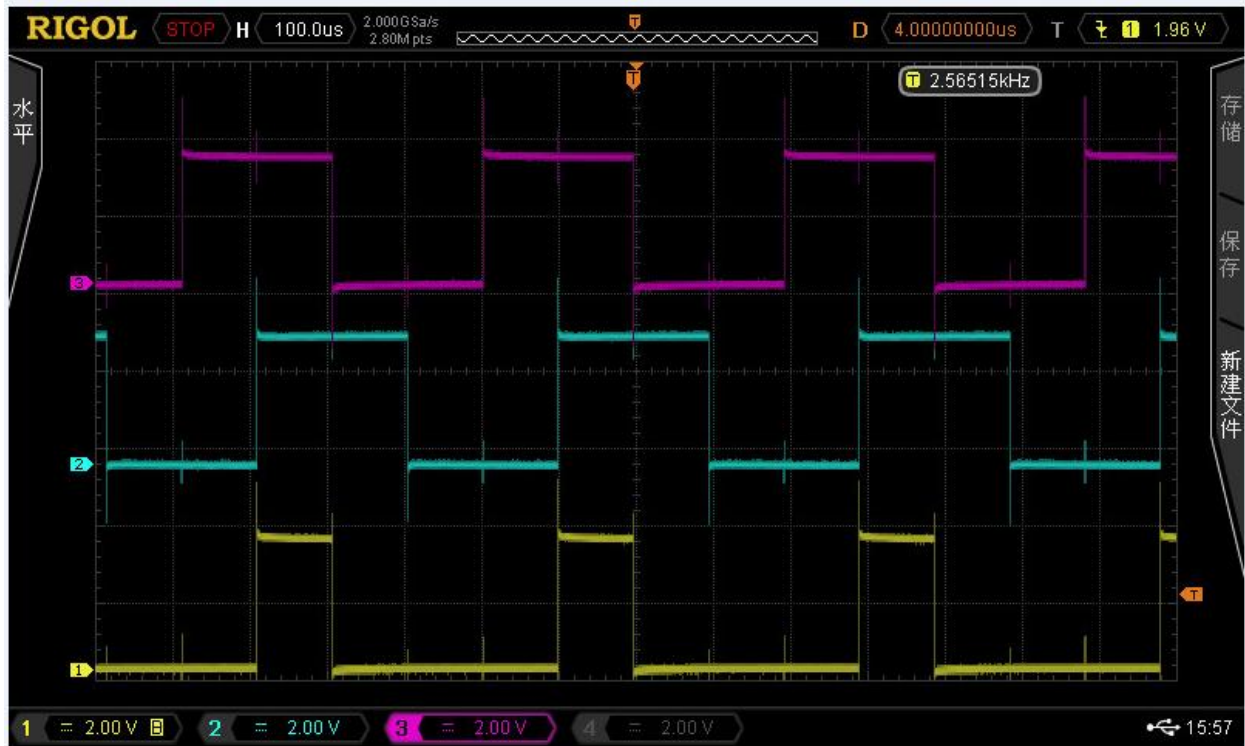 RIGOL STOP H 100.0us 2.000GSa/s D 4.00000000us T 1 1.96 V
2.80M pts
T
T 2.56515kHz
水平
存储
保存
新建文件
3
2
1
T
1 = 2.00 V B 2 = 2.00 V 3 = 2.00 V 4 = 2.00 V 15:57